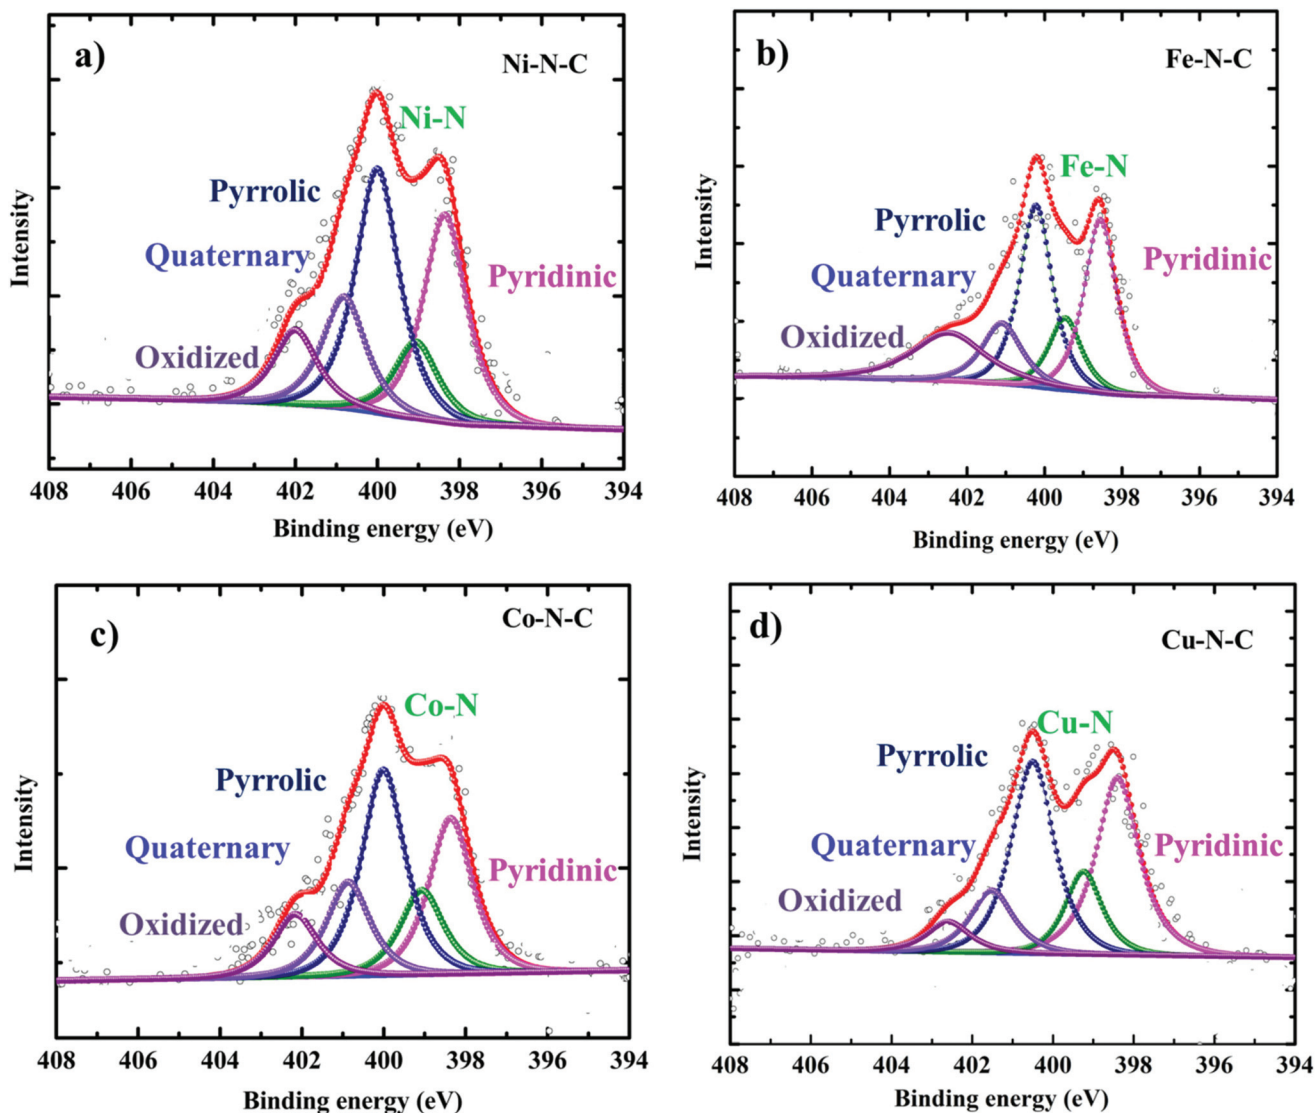 a)
Ni-N-C
Ni-N
Pyrrolic
Quaternary
Pyridinic
Oxidized
Intensity
408 406 404 402 400 398 396 394
Binding energy (eV)
b)
Fe-N-C
Fe-N
Pyrrolic
Quaternary
Pyridinic
Oxidized
Intensity
408 406 404 402 400 398 396 394
Binding energy (eV)
c)
Co-N-C
Co-N
Pyrrolic
Quaternary
Pyridinic
Oxidized
Intensity
408 406 404 402 400 398 396 394
Binding energy (eV)
d)
Cu-N-C
Cu-N
Pyrrolic
Quaternary
Pyridinic
Oxidized
Intensity
408 406 404 402 400 398 396 394
Binding energy (eV)